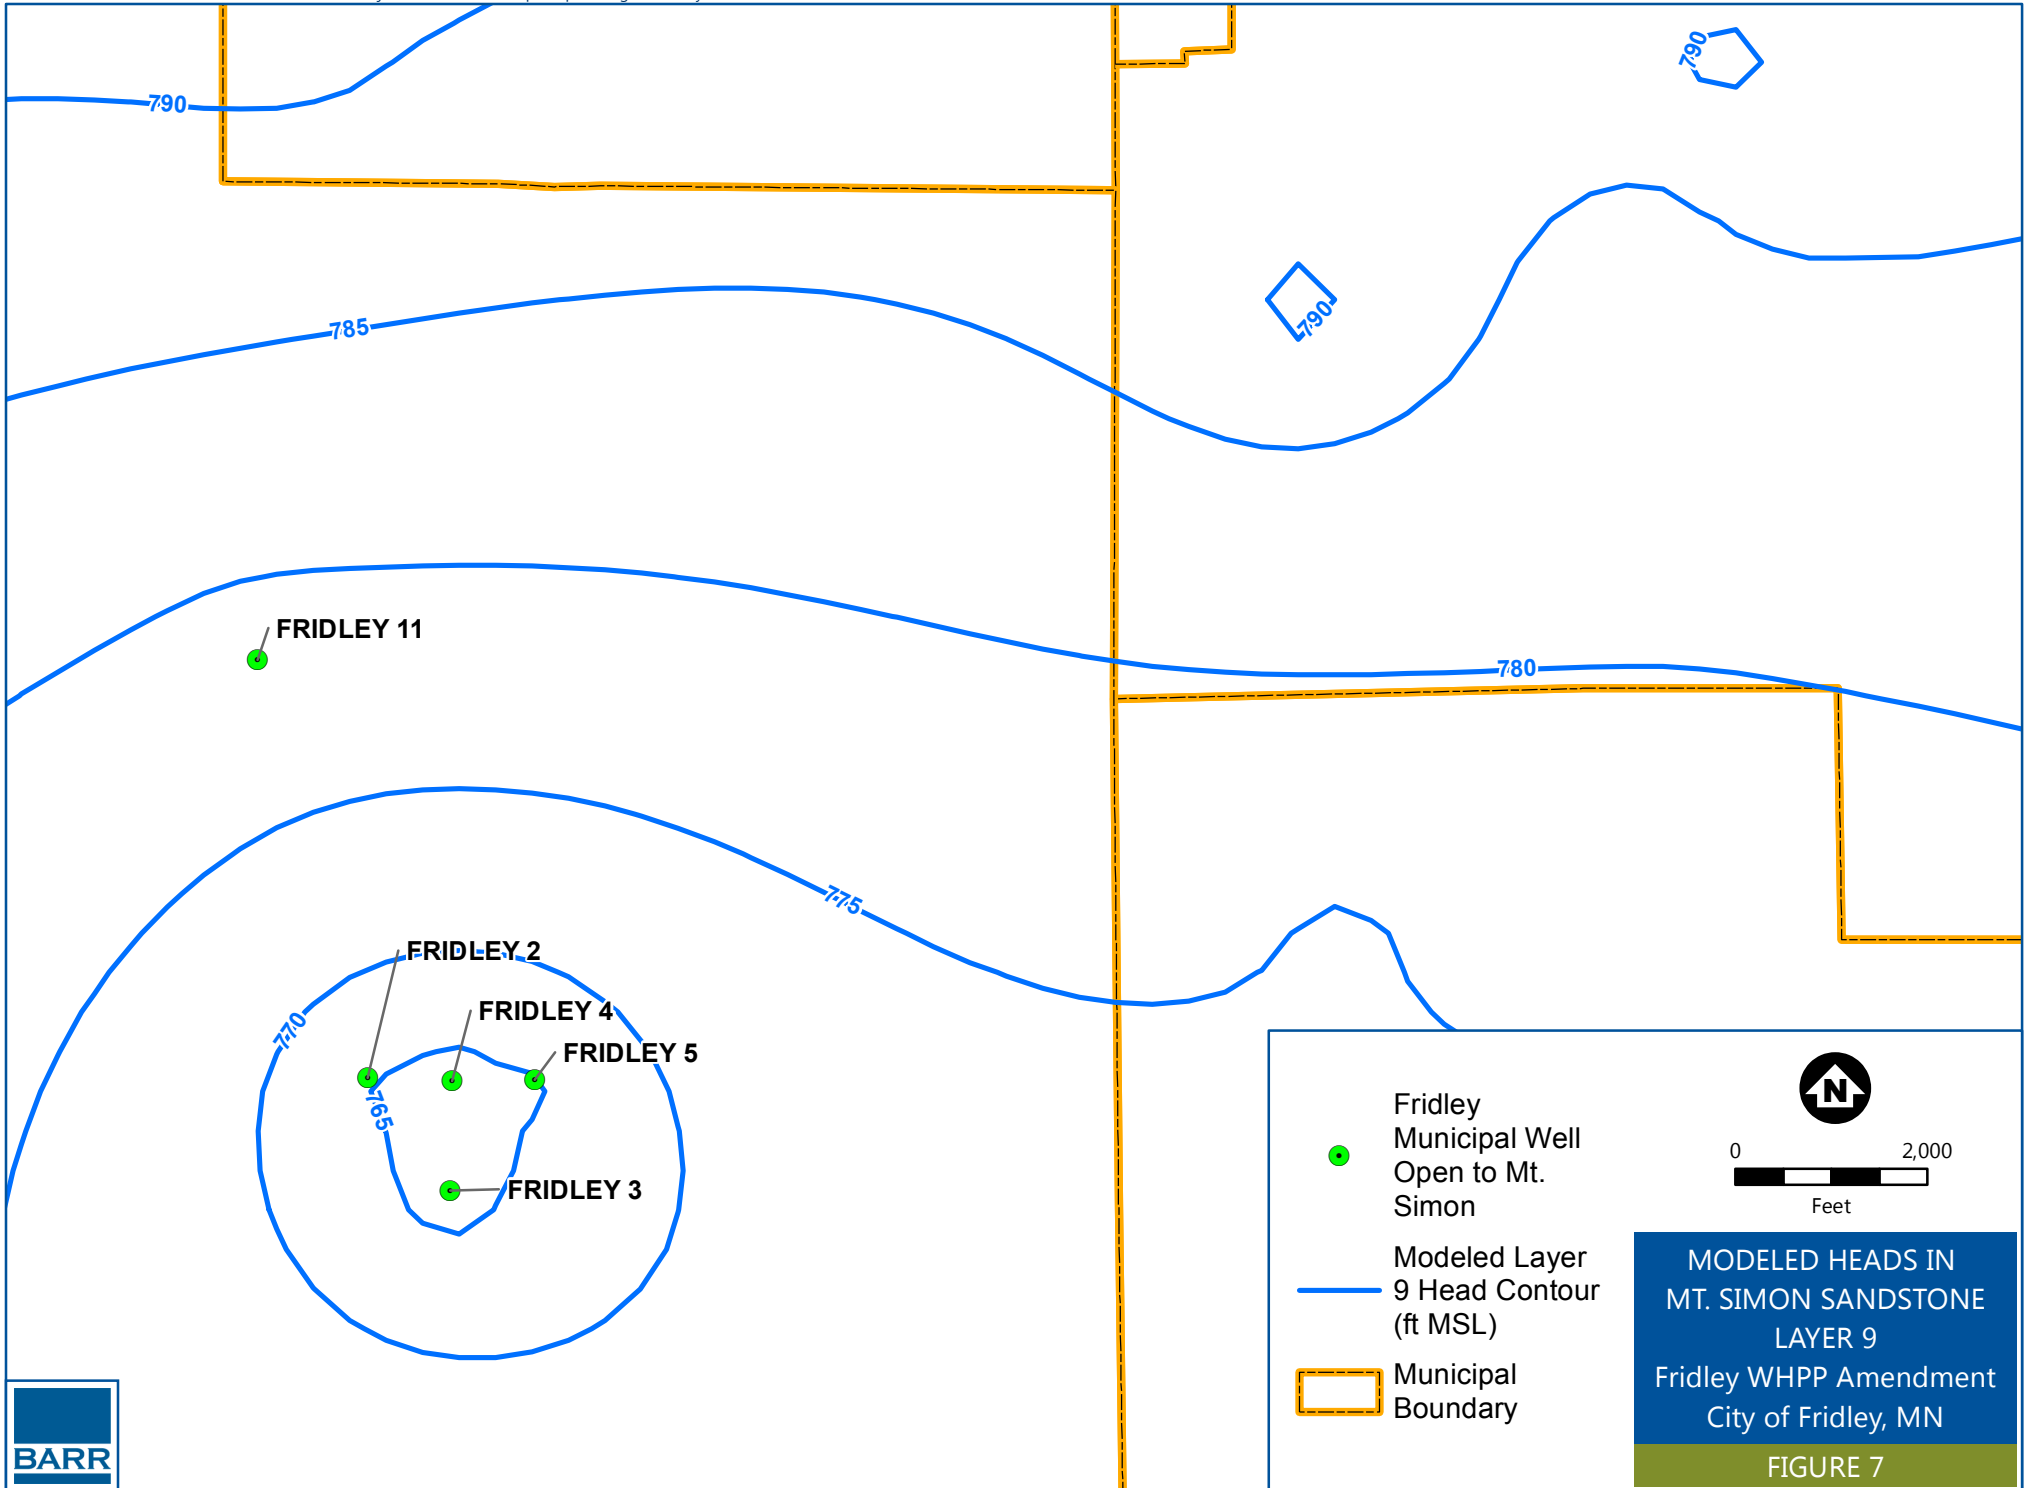 790
790
785
790
FRIDLEY 11
780
775
FRIDLEY 2
770
FRIDLEY 4
FRIDLEY 5
765
FRIDLEY 3
Fridley
Municipal Well
Open to Mt.
Simon
Modeled Layer
9 Head Contour
(ft MSL)
Municipal
Boundary
N
0 2,000
Feet
MODELED HEADS IN
MT. SIMON SANDSTONE
LAYER 9
Fridley WHPP Amendment
City of Fridley, MN
FIGURE 7
BARR